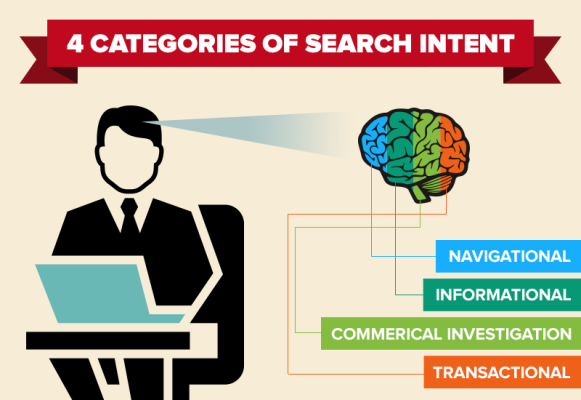 4 CATEGORIES OF SEARCH INTENT
NAVIGATIONAL
INFORMATIONAL
COMMERICAL INVESTIGATION
TRANSACTIONAL